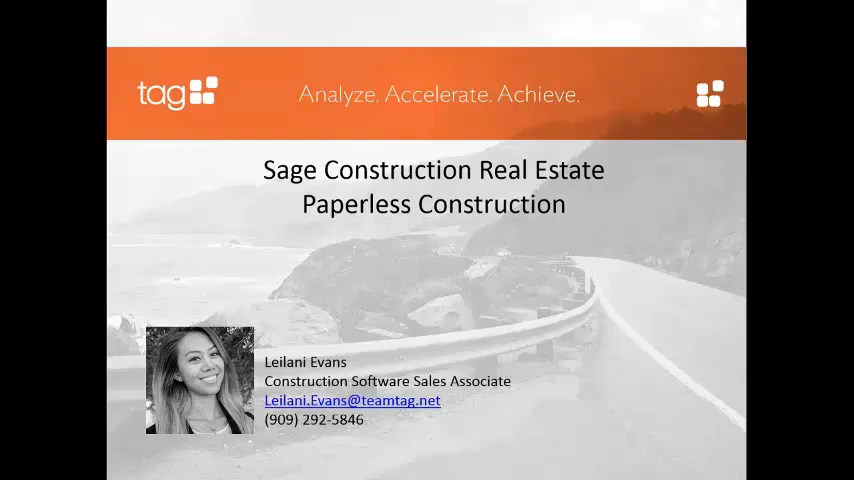 tag
Analyze. Accelerate. Achieve.
Sage Construction Real Estate
Paperless Construction
Leilani Evans
Construction Software Sales Associate
Leilani.Evans@teamtag.net
(909) 292-5846